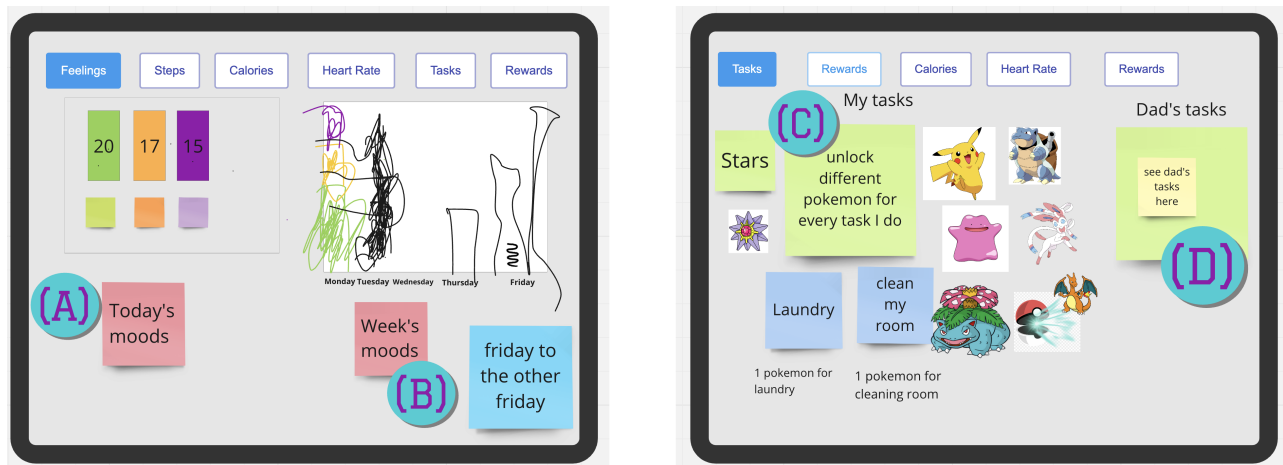 Feelings
Steps
Calories
Heart Rate
Tasks
Rewards
20
17
15
Monday
Tuesday
Wednesday
Thursday
Friday
(A)
Today's
moods
Week's
moods
(B)
friday to
the other
friday
Tasks
Rewards
Calories
Heart Rate
Rewards
My tasks
Dad's tasks
(C)
Stars
unlock
different
pokemon for
every task I do
see dad's
tasks
here
(D)
Laundry
clean
my
room
1 pokemon for
laundry
1 pokemon for
cleaning room